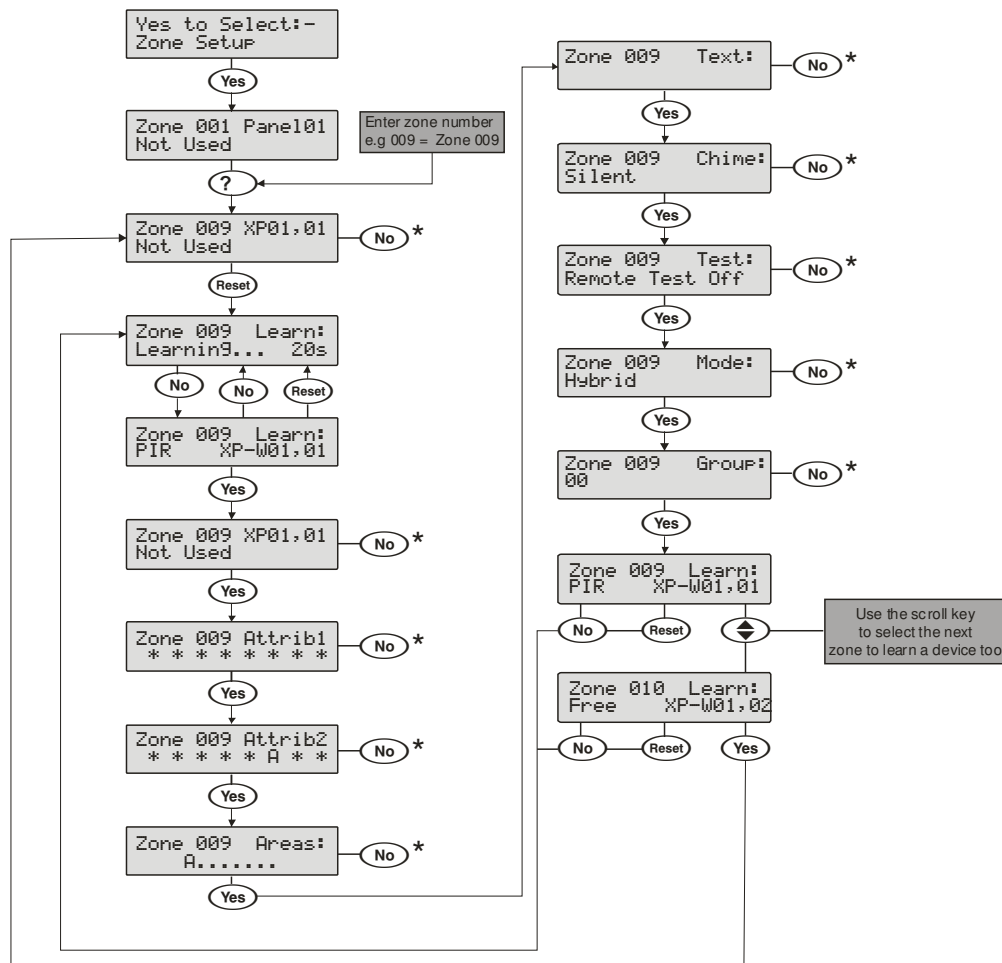 Yes to Select:-
Zone Setup
Yes
Zone 001 Panel01
Not Used
Enter zone number
e.g 009 = Zone 009
?
Zone 009 XP01,01
Not Used
No *
Reset
Zone 009 Learn:
Learning... 20s
No
No
Reset
Zone 009 Learn:
PIR XP-W01,01
Yes
Zone 009 XP01,01
Not Used
No *
Yes
Zone 009 Attrib1
* * * * * * * *
No *
Yes
Zone 009 Attrib2
* * * * * A * *
No *
Yes
Zone 009 Areas:
A.......
No *
Yes
Zone 009 Text:
No *
Yes
Zone 009 Chime:
Silent
No *
Yes
Zone 009 Test:
Remote Test Off
No *
Yes
Zone 009 Mode:
Hybrid
No *
Yes
Zone 009 Group:
00
No *
Yes
Zone 009 Learn:
PIR XP-W01,01
No
Reset
Use the scroll key
to select the next
zone to learn a device too
Zone 010 Learn:
Free XP-W01,02
No
Reset
Yes